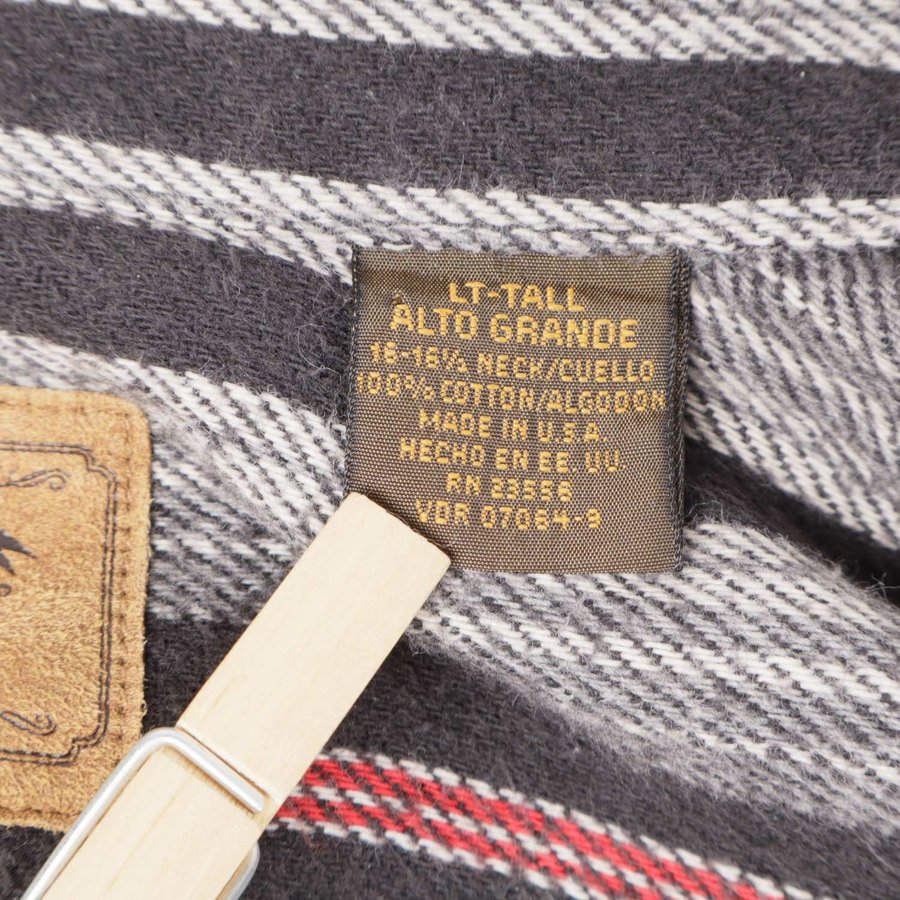 LT-TALL
ALTO GRANDE
16-16½ NECK/CUELLO
100% COTTON/ALGODON
MADE IN U.S.A.
HECHO EN EE UU.
RN 23558
VDR 07064-9